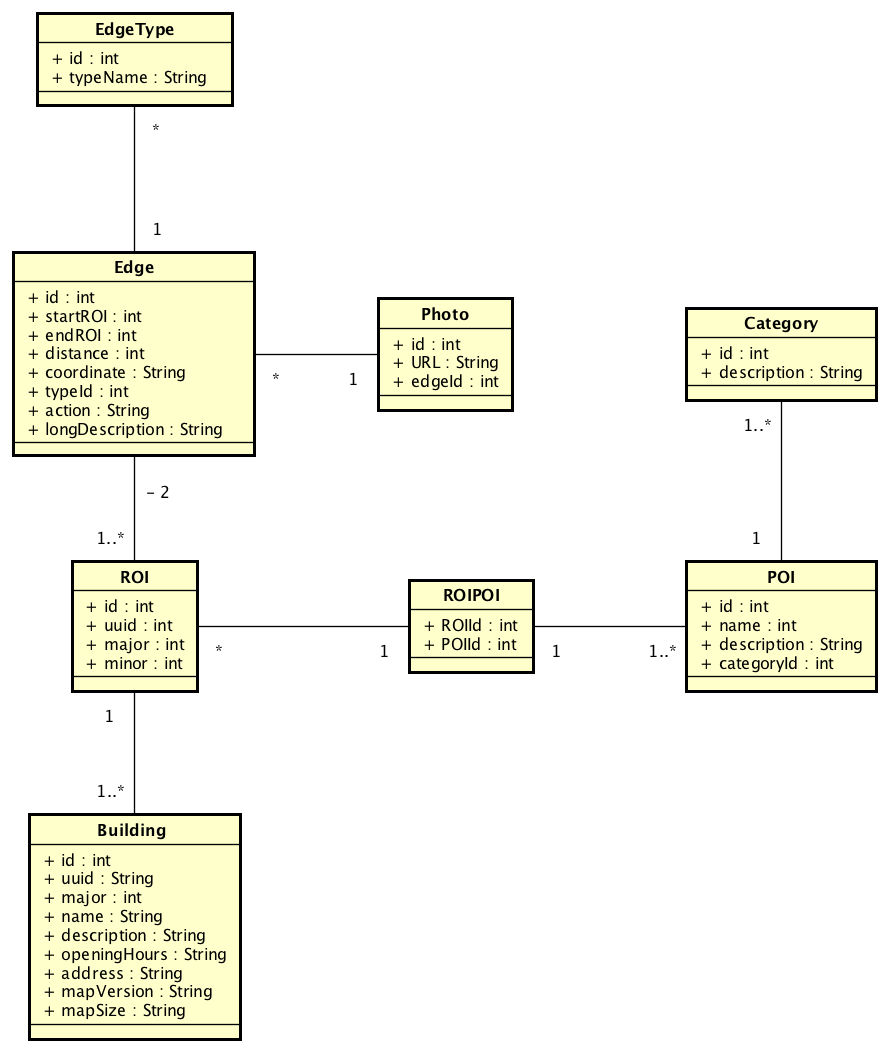 EdgeType
+ id : int
+ typeName : String
*
1
Edge
+ id : int
+ startROI : int
+ endROI : int
+ distance : int
+ coordinate : String
+ typeId : int
+ action : String
+ longDescription : String
* 1
Photo
+ id : int
+ URL : String
+ edgeId : int
Category
+ id : int
+ description : String
1..*
1
- 2
1..*
ROI
+ id : int
+ uuid : int
+ major : int
+ minor : int
* 1
ROIPOI
+ ROIId : int
+ POIId : int
1 1..*
POI
+ id : int
+ name : int
+ description : String
+ categoryId : int
1
1..*
Building
+ id : int
+ uuid : String
+ major : int
+ name : String
+ description : String
+ openingHours : String
+ address : String
+ mapVersion : String
+ mapSize : String